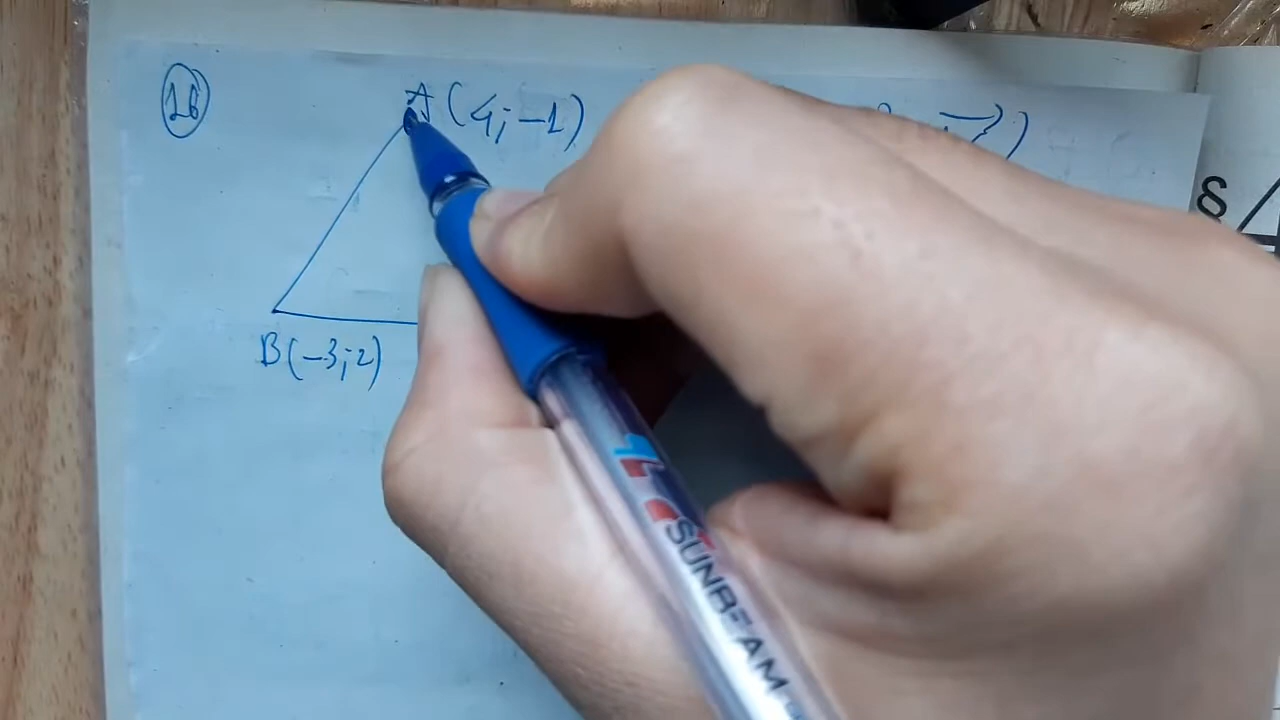 16
A(4;-1)
B(-3;2)
SUNBEAM
δ